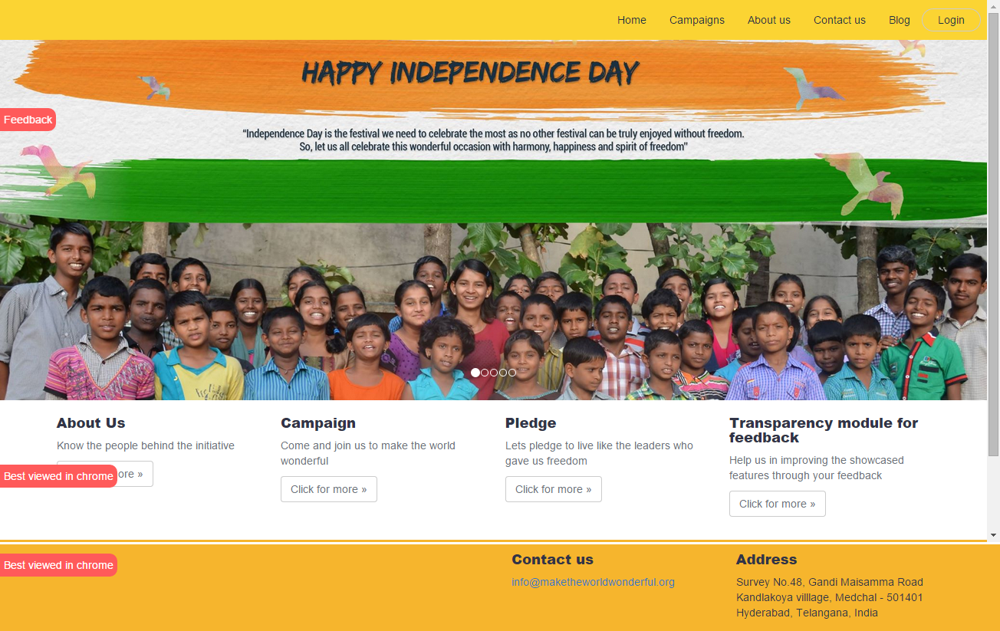 Home Campaigns About us Contact us Blog Login
HAPPY INDEPENDENCE DAY
Feedback
“Independence Day is the festival we need to celebrate the most as no other festival can be truly enjoyed without freedom.
So, let us all celebrate this wonderful occasion with harmony, happiness and spirit of freedom”
About Us
Know the people behind the initiative
ore »
Best viewed in chrome
Campaign
Come and join us to make the world
wonderful
Click for more »
Pledge
Lets pledge to live like the leaders who
gave us freedom
Click for more »
Transparency module for
feedback
Help us in improving the showcased
features through your feedback
Click for more »
Best viewed in chrome
Contact us
info@maketheworldwonderful.org
Address
Survey No.48, Gandi Maisamma Road
Kandlakoya villlage, Medchal - 501401
Hyderabad, Telangana, India